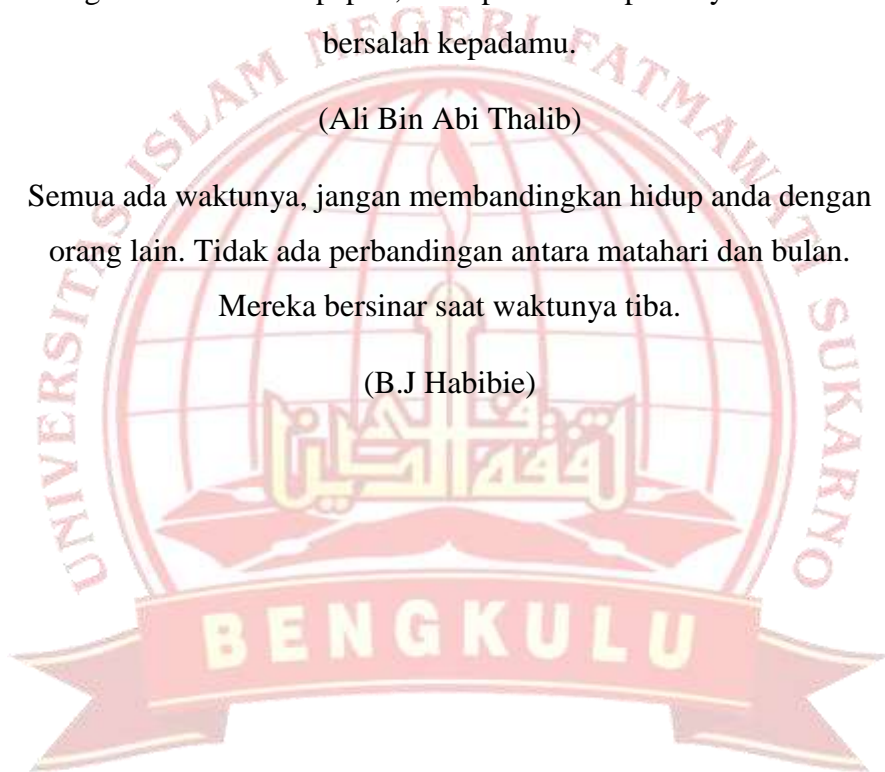 bersalah kepadamu.
(Ali Bin Abi Thalib)
Semua ada waktunya, jangan membandingkan hidup anda dengan
orang lain. Tidak ada perbandingan antara matahari dan bulan.
Mereka bersinar saat waktunya tiba.
(B.J Habibie)
UNIVERSITAS ISLAM NEGERI FATMAWATI SUKARNO
BENGKULU